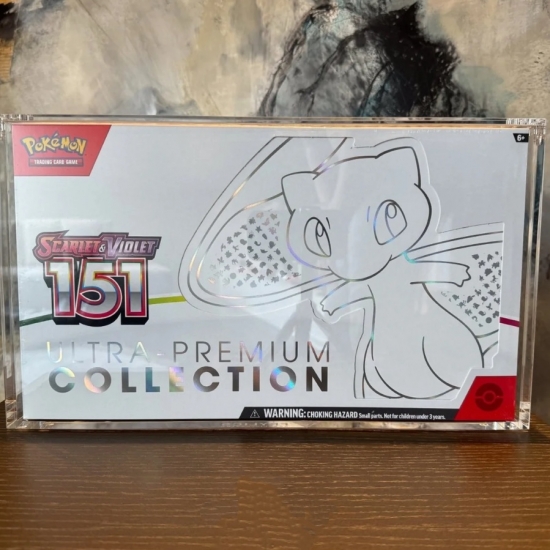 Pokémon
TRADING CARD GAME
6+
SCARLET & VIOLET
151
ULTRA-PREMIUM
COLLECTION
WARNING: CHOKING HAZARD Small parts. Not for children under 3 years.